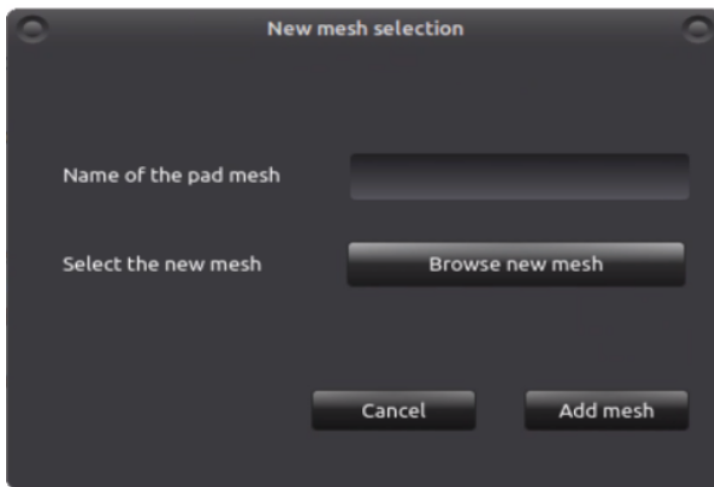 New mesh selection
Name of the pad mesh
Select the new mesh Browse new mesh
Cancel Add mesh